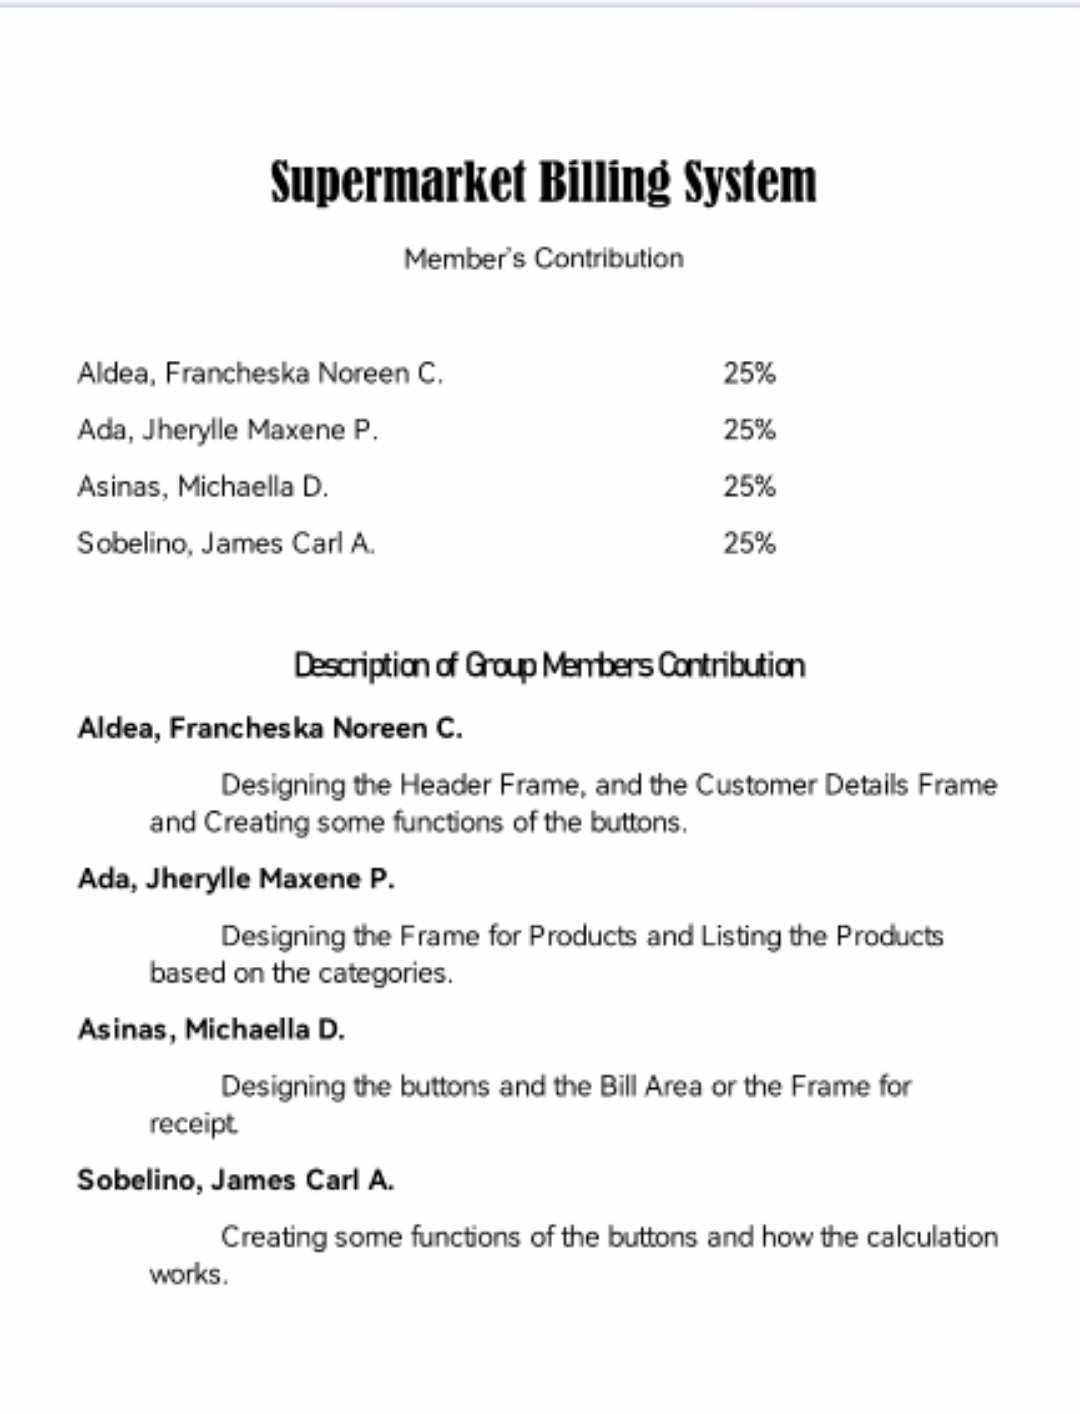 Supermarket Billing System
Member's Contribution
Aldea, Francheska Noreen C. 25%
Ada, Jherylle Maxene P. 25%
Asinas, Michaella D. 25%
Sobelino, James Carl A. 25%
Description of Group Members Contribution
Aldea, Francheska Noreen C.
Designing the Header Frame, and the Customer Details Frame
and Creating some functions of the buttons.
Ada, Jherylle Maxene P.
Designing the Frame for Products and Listing the Products
based on the categories.
Asinas, Michaella D.
Designing the buttons and the Bill Area or the Frame for
receipt.
Sobelino, James Carl A.
Creating some functions of the buttons and how the calculation
works.